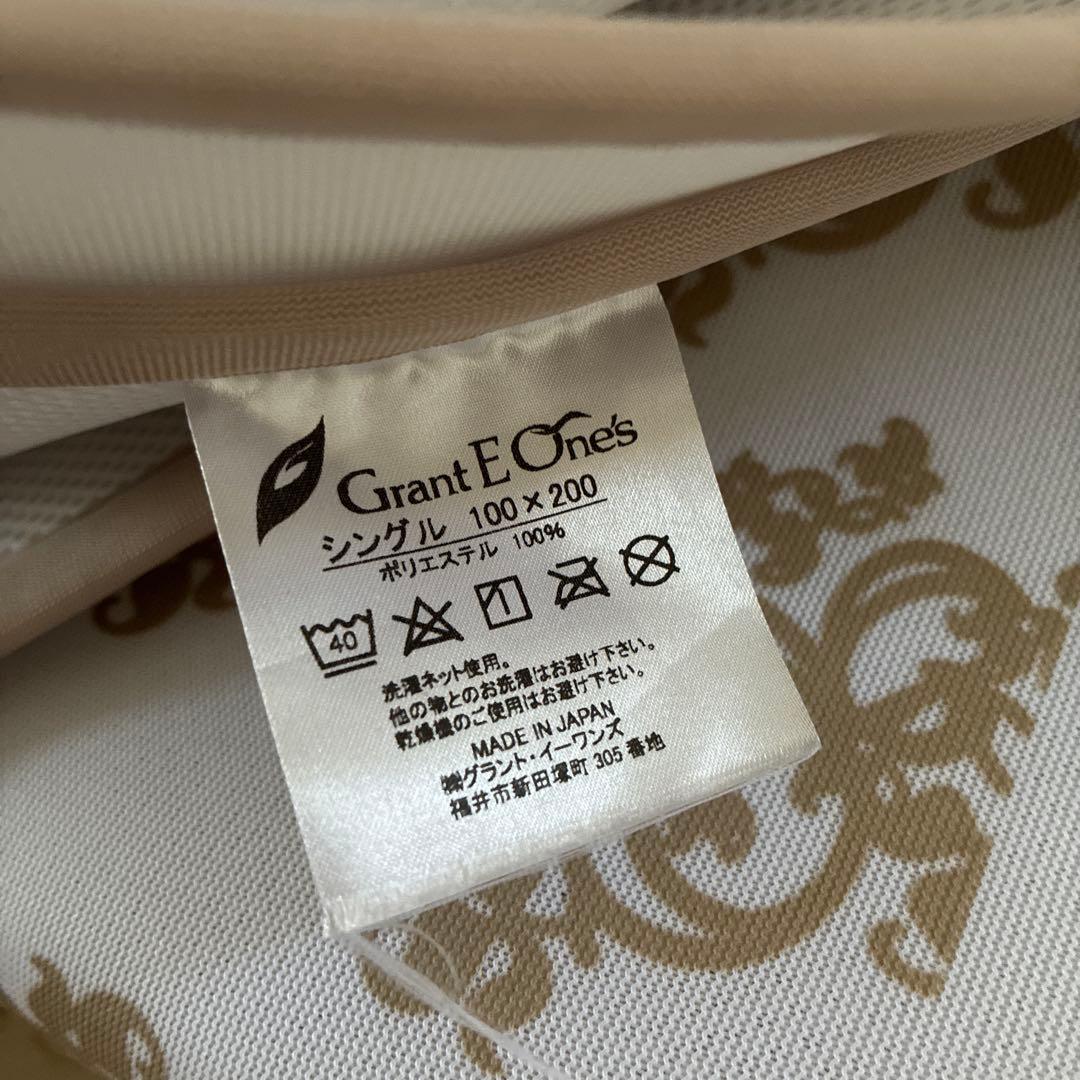 Grant E One's
シングル 100×200
ポリエステル 100%
40
洗濯ネット使用。
他の物とのお洗濯はお避け下さい。
乾燥機のご使用はお避け下さい。
MADE IN JAPAN
㈱グラント・イーワンズ
福井市新田塚町 305 番地